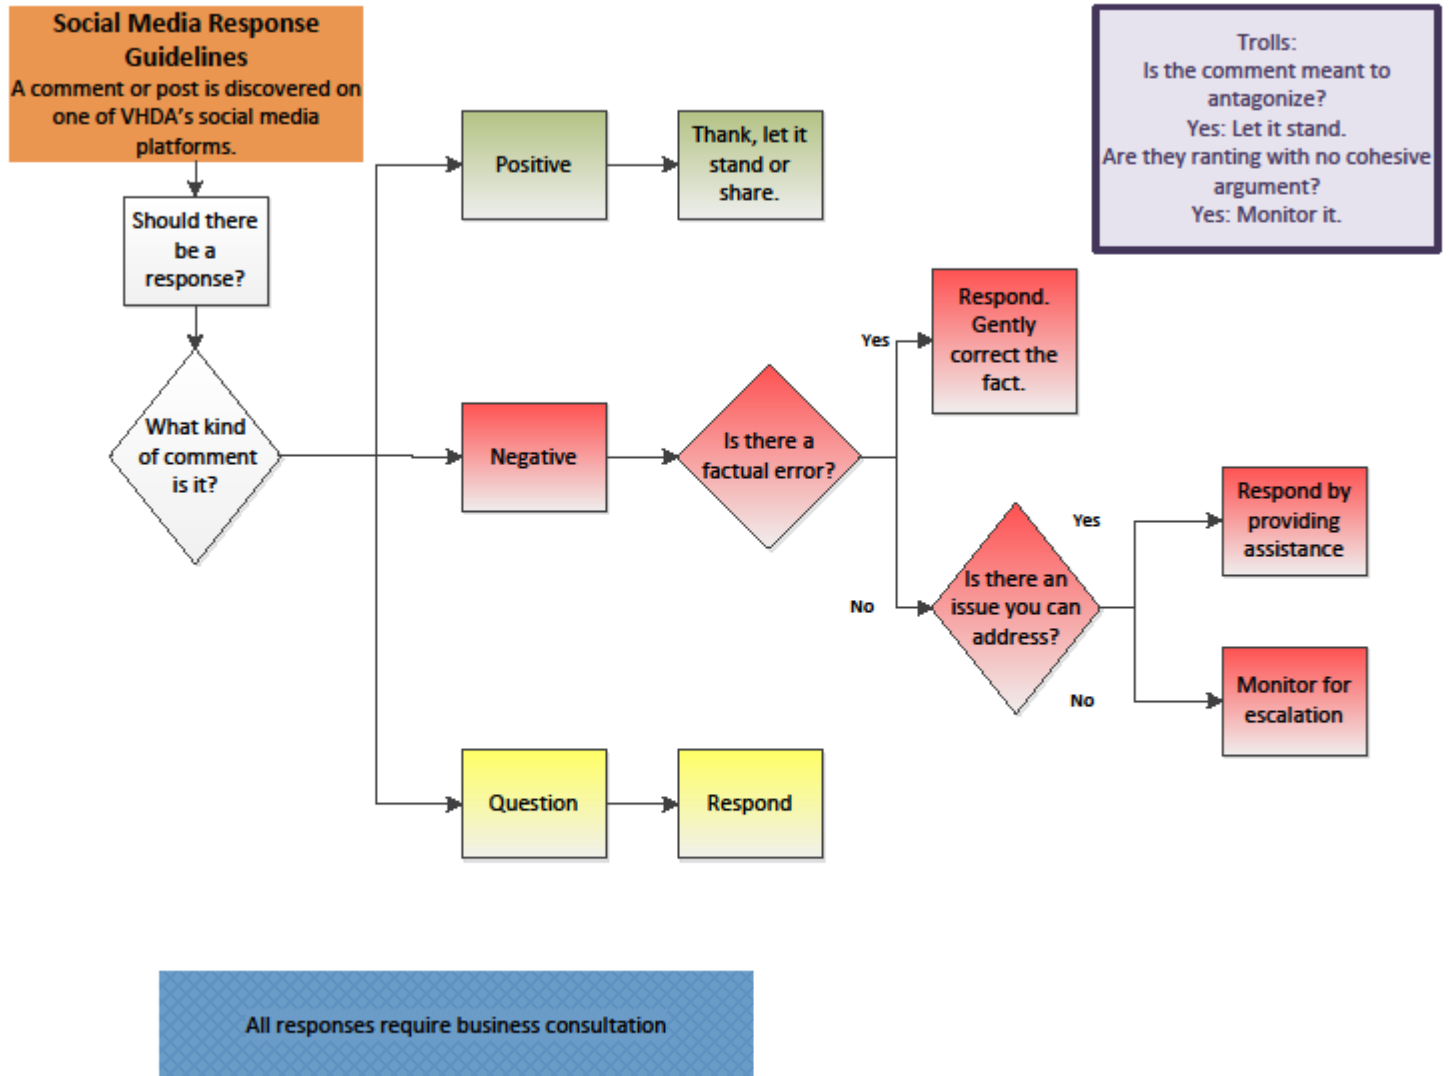 Social Media Response
Guidelines
A comment or post is discovered on
one of VHDA's social media
platforms.
Should there
be a
response?
What kind
of comment
is it?
Positive
Thank, let it
stand or
share.
Negative
Is there a
factual error?
Yes
Respond.
Gently
correct the
fact.
No
Is there an
issue you can
address?
Yes
Respond by
providing
assistance
No
Monitor for
escalation
Question
Respond
Trolls:
Is the comment meant to
antagonize?
Yes: Let it stand.
Are they ranting with no cohesive
argument?
Yes: Monitor it.
All responses require business consultation